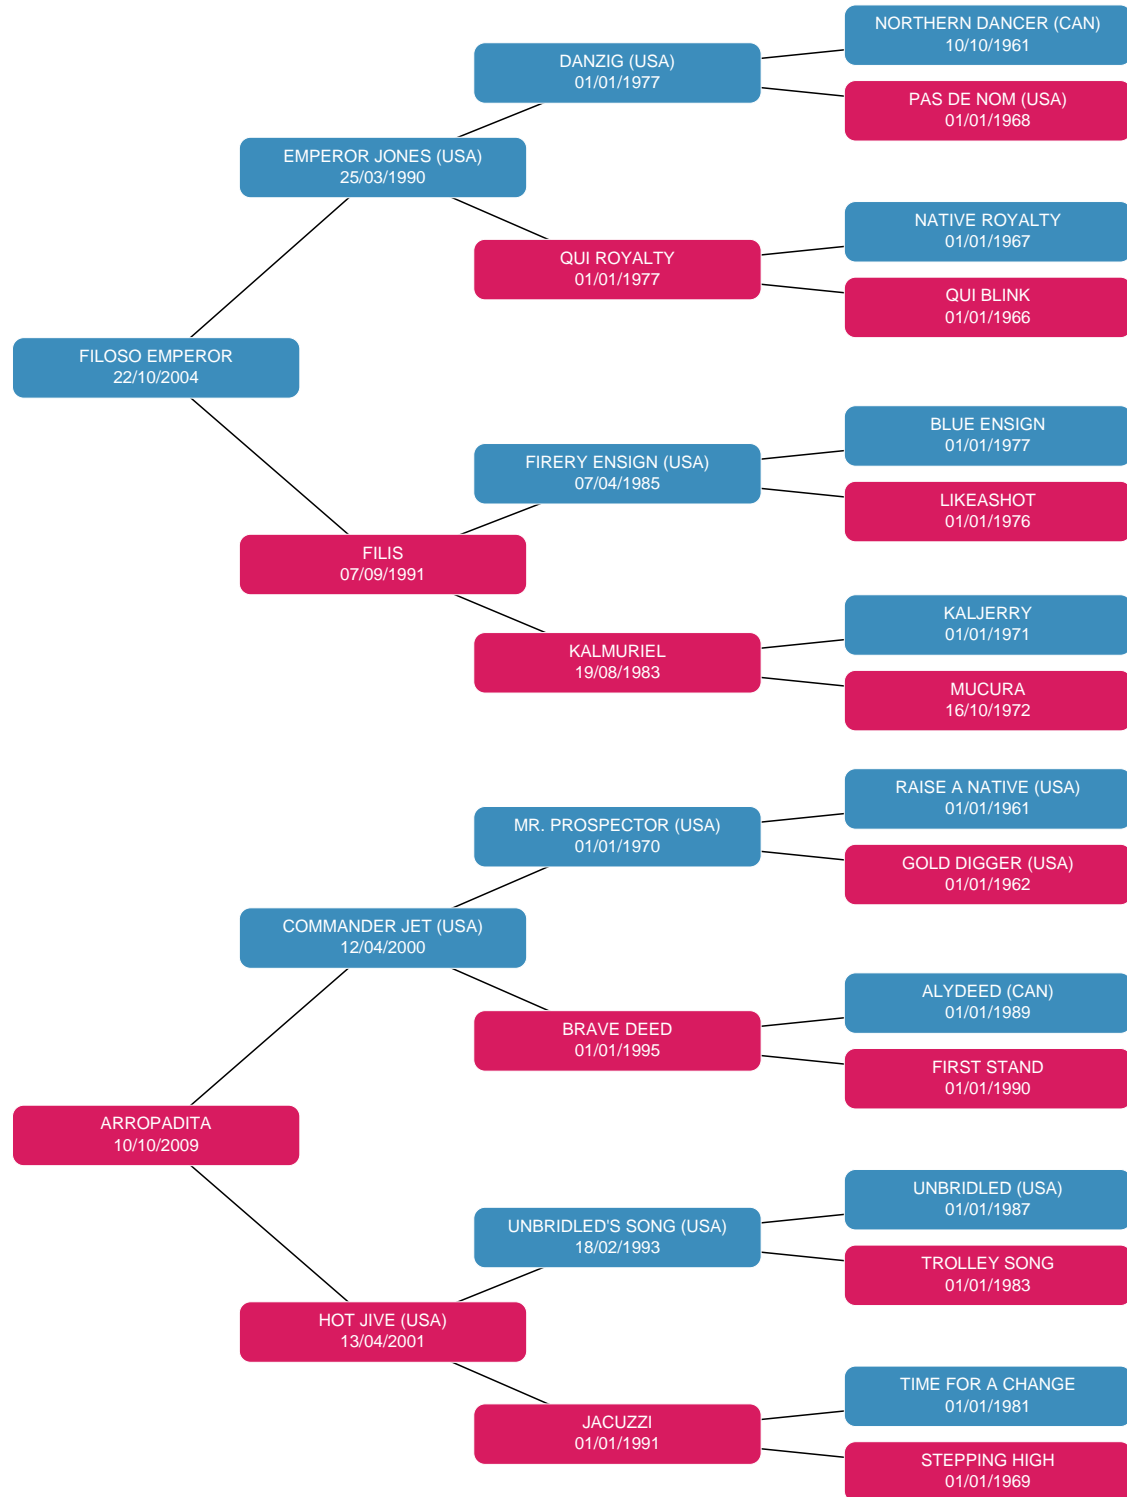 NORTHERN DANCER (CAN)
10/10/1961
DANZIG (USA)
01/01/1977
PAS DE NOM (USA)
01/01/1968
EMPEROR JONES (USA)
25/03/1990
NATIVE ROYALTY
01/01/1967
QUI ROYALTY
01/01/1977
QUI BLINK
01/01/1966
FILOSO EMPEROR
22/10/2004
BLUE ENSIGN
01/01/1977
FIRERY ENSIGN (USA)
07/04/1985
LIKEASHOT
01/01/1976
FILIS
07/09/1991
KALJERRY
01/01/1971
KALMURIEL
19/08/1983
MUCURA
16/10/1972
RAISE A NATIVE (USA)
01/01/1961
MR. PROSPECTOR (USA)
01/01/1970
GOLD DIGGER (USA)
01/01/1962
COMMANDER JET (USA)
12/04/2000
ALYDEED (CAN)
01/01/1989
BRAVE DEED
01/01/1995
FIRST STAND
01/01/1990
ARROPADITA
10/10/2009
UNBRIDLED (USA)
01/01/1987
UNBRIDLED'S SONG (USA)
18/02/1993
TROLLEY SONG
01/01/1983
HOT JIVE (USA)
13/04/2001
TIME FOR A CHANGE
01/01/1981
JACUZZI
01/01/1991
STEPPING HIGH
01/01/1969